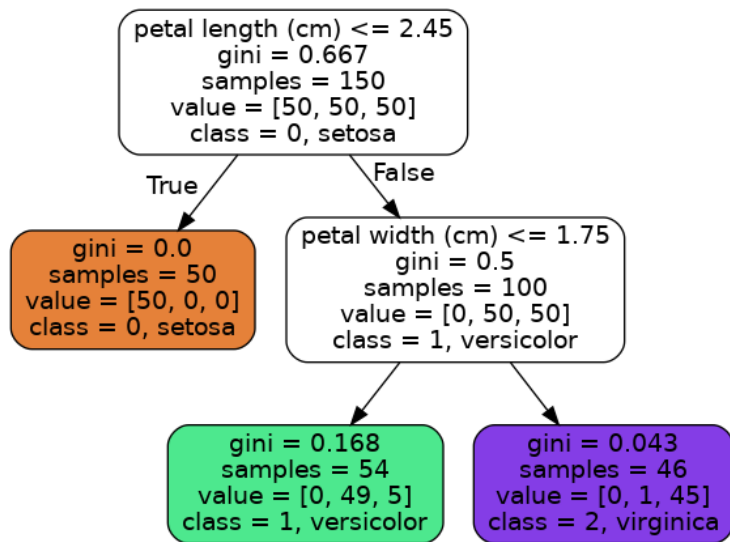 petal length (cm) <= 2.45
gini = 0.667
samples = 150
value = [50, 50, 50]
class = 0, setosa
True
False
gini = 0.0
samples = 50
value = [50, 0, 0]
class = 0, setosa
petal width (cm) <= 1.75
gini = 0.5
samples = 100
value = [0, 50, 50]
class = 1, versicolor
gini = 0.168
samples = 54
value = [0, 49, 5]
class = 1, versicolor
gini = 0.043
samples = 46
value = [0, 1, 45]
class = 2, virginica